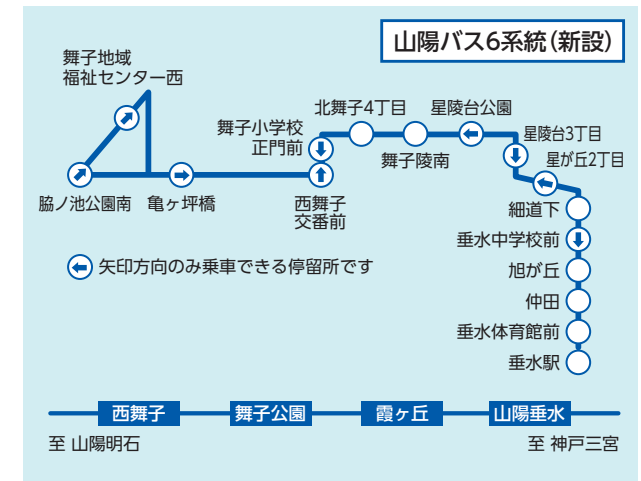 山陽バス6系統(新設)
舞子地域
福祉センター西
北舞子4丁目
星陵台公園
舞子小学校
正門前
舞子陵南
星陵台3丁目
星が丘2丁目
脇ノ池公園南
亀ヶ坪橋
西舞子
交番前
細道下
垂水中学校前
旭が丘
仲田
垂水体育館前
垂水駅
矢印方向のみ乗車できる停留所です
西舞子
舞子公園
霞ヶ丘
山陽垂水
至 山陽明石
至 神戸三宮